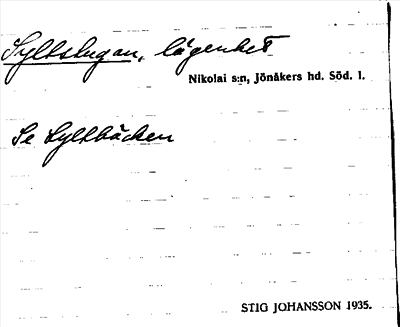 Syltstugan, lägenhet
Nikolai s:n, Jönåkers hd. Söd. l.
Se Syltbäcken
STIG JOHANSSON 1935.